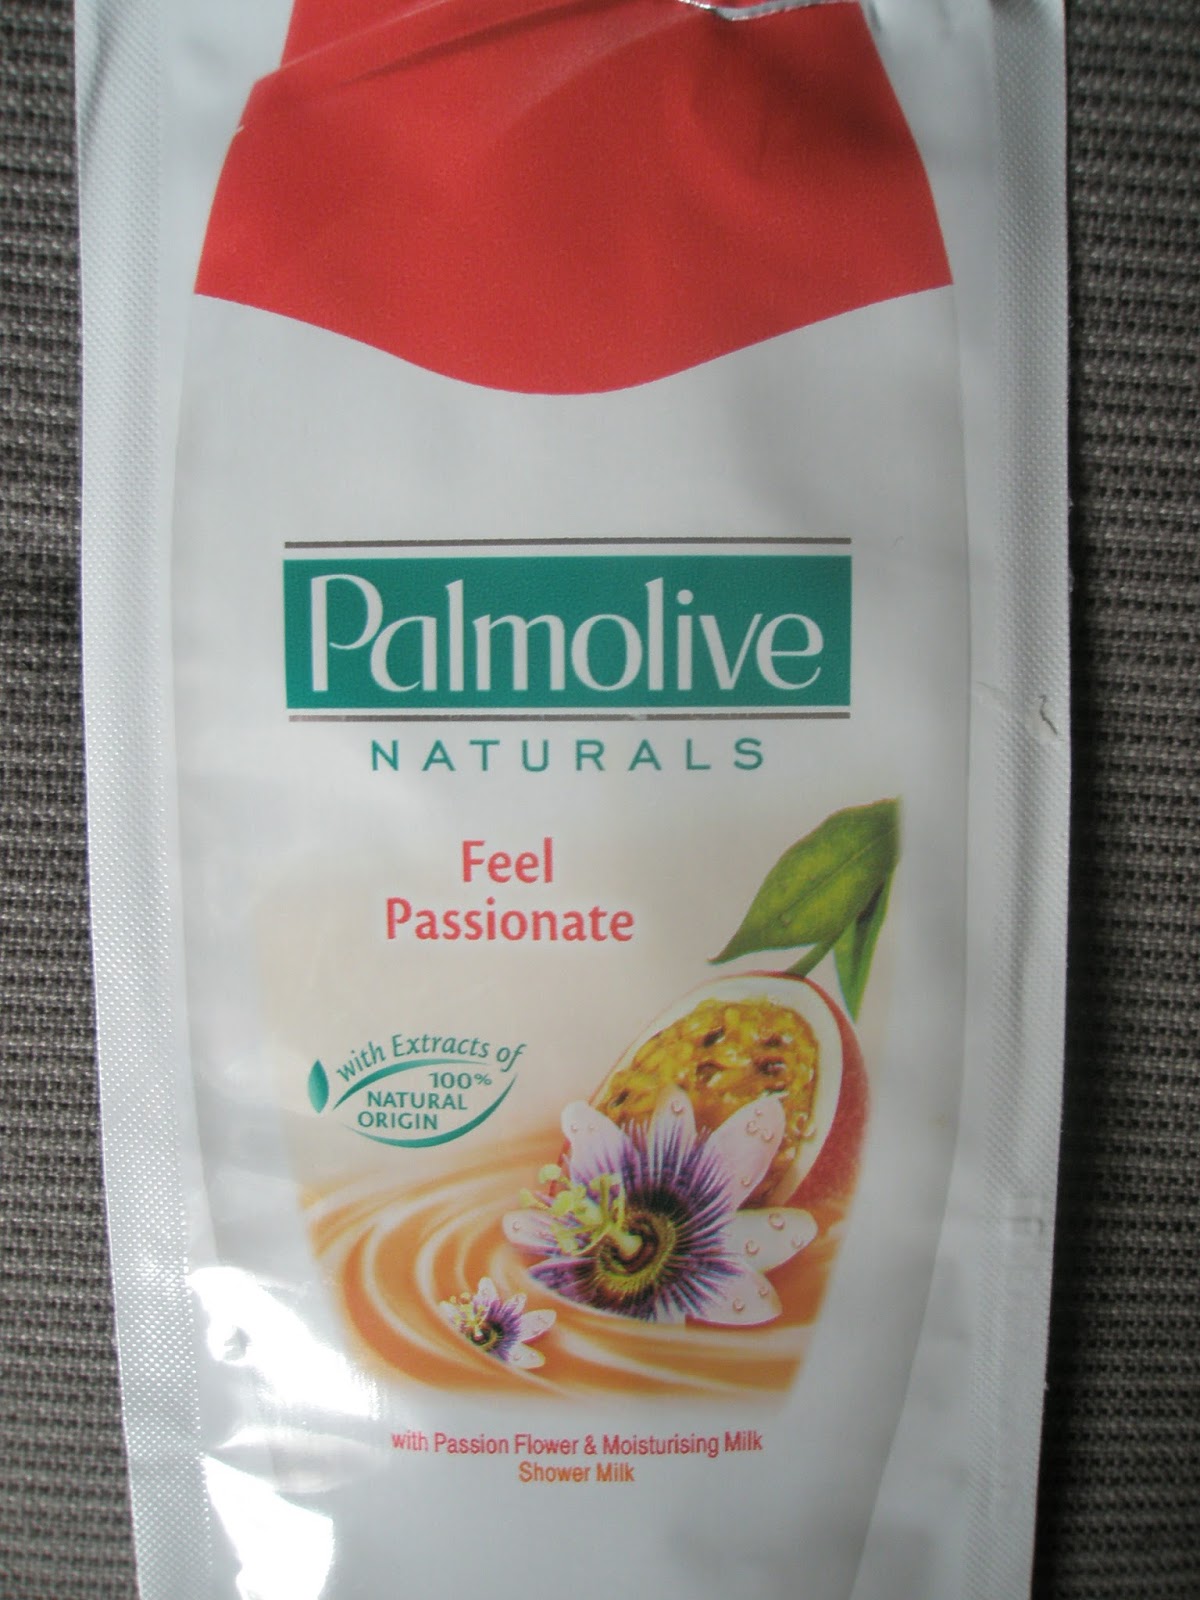 Palmolive
NATURALS
Feel
Passionate
with Extracts of
100%
NATURAL
ORIGIN
with Passion Flower & Moisturising Milk
Shower Milk